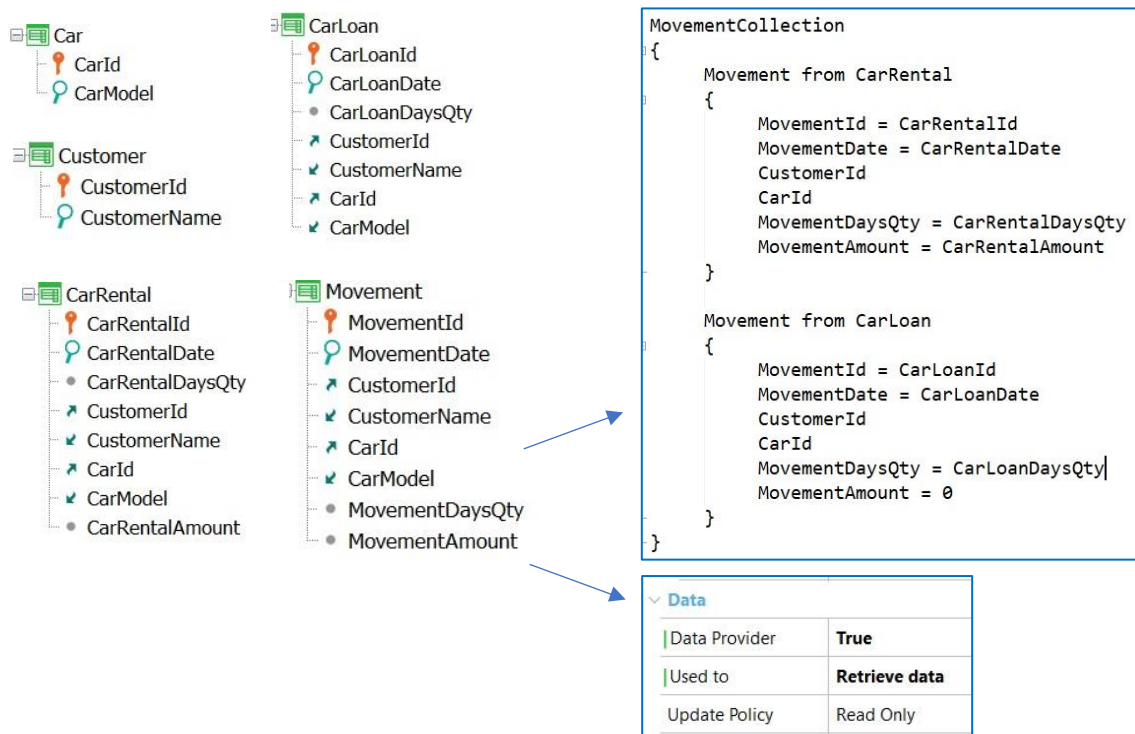 Car
CarId
CarModel
Customer
CustomerId
CustomerName
CarLoan
CarLoanId
CarLoanDate
CarLoanDaysQty
CustomerId
CustomerName
CarId
CarModel
CarRental
CarRentalId
CarRentalDate
CarRentalDaysQty
CustomerId
CustomerName
CarId
CarModel
CarRentalAmount
Movement
MovementId
MovementDate
CustomerId
CustomerName
CarId
CarModel
MovementDaysQty
MovementAmount
MovementCollection
{
Movement from CarRental
{
MovementId = CarRentalId
MovementDate = CarRentalDate
CustomerId
CarId
MovementDaysQty = CarRentalDaysQty
MovementAmount = CarRentalAmount
}
Movement from CarLoan
{
MovementId = CarLoanId
MovementDate = CarLoanDate
CustomerId
CarId
MovementDaysQty = CarLoanDaysQty
MovementAmount = 0
}
}
Data
Data Provider True
Used to Retrieve data
Update Policy Read Only